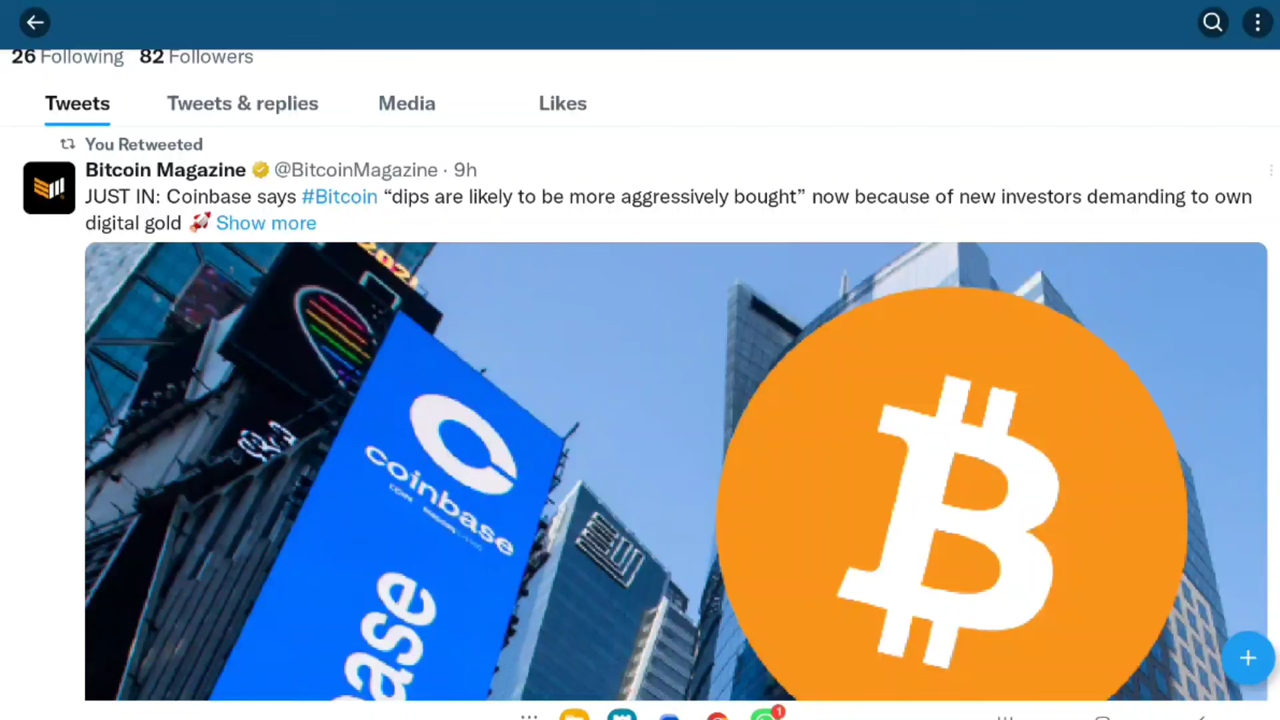 26 Following 82 Followers
Tweets Tweets & replies Media Likes
You Retweeted
Bitcoin Magazine @BitcoinMagazine · 9h
JUST IN: Coinbase says #Bitcoin “dips are likely to be more aggressively bought” now because of new investors demanding to own
digital gold 🚀 Show more
coinbase
base
1